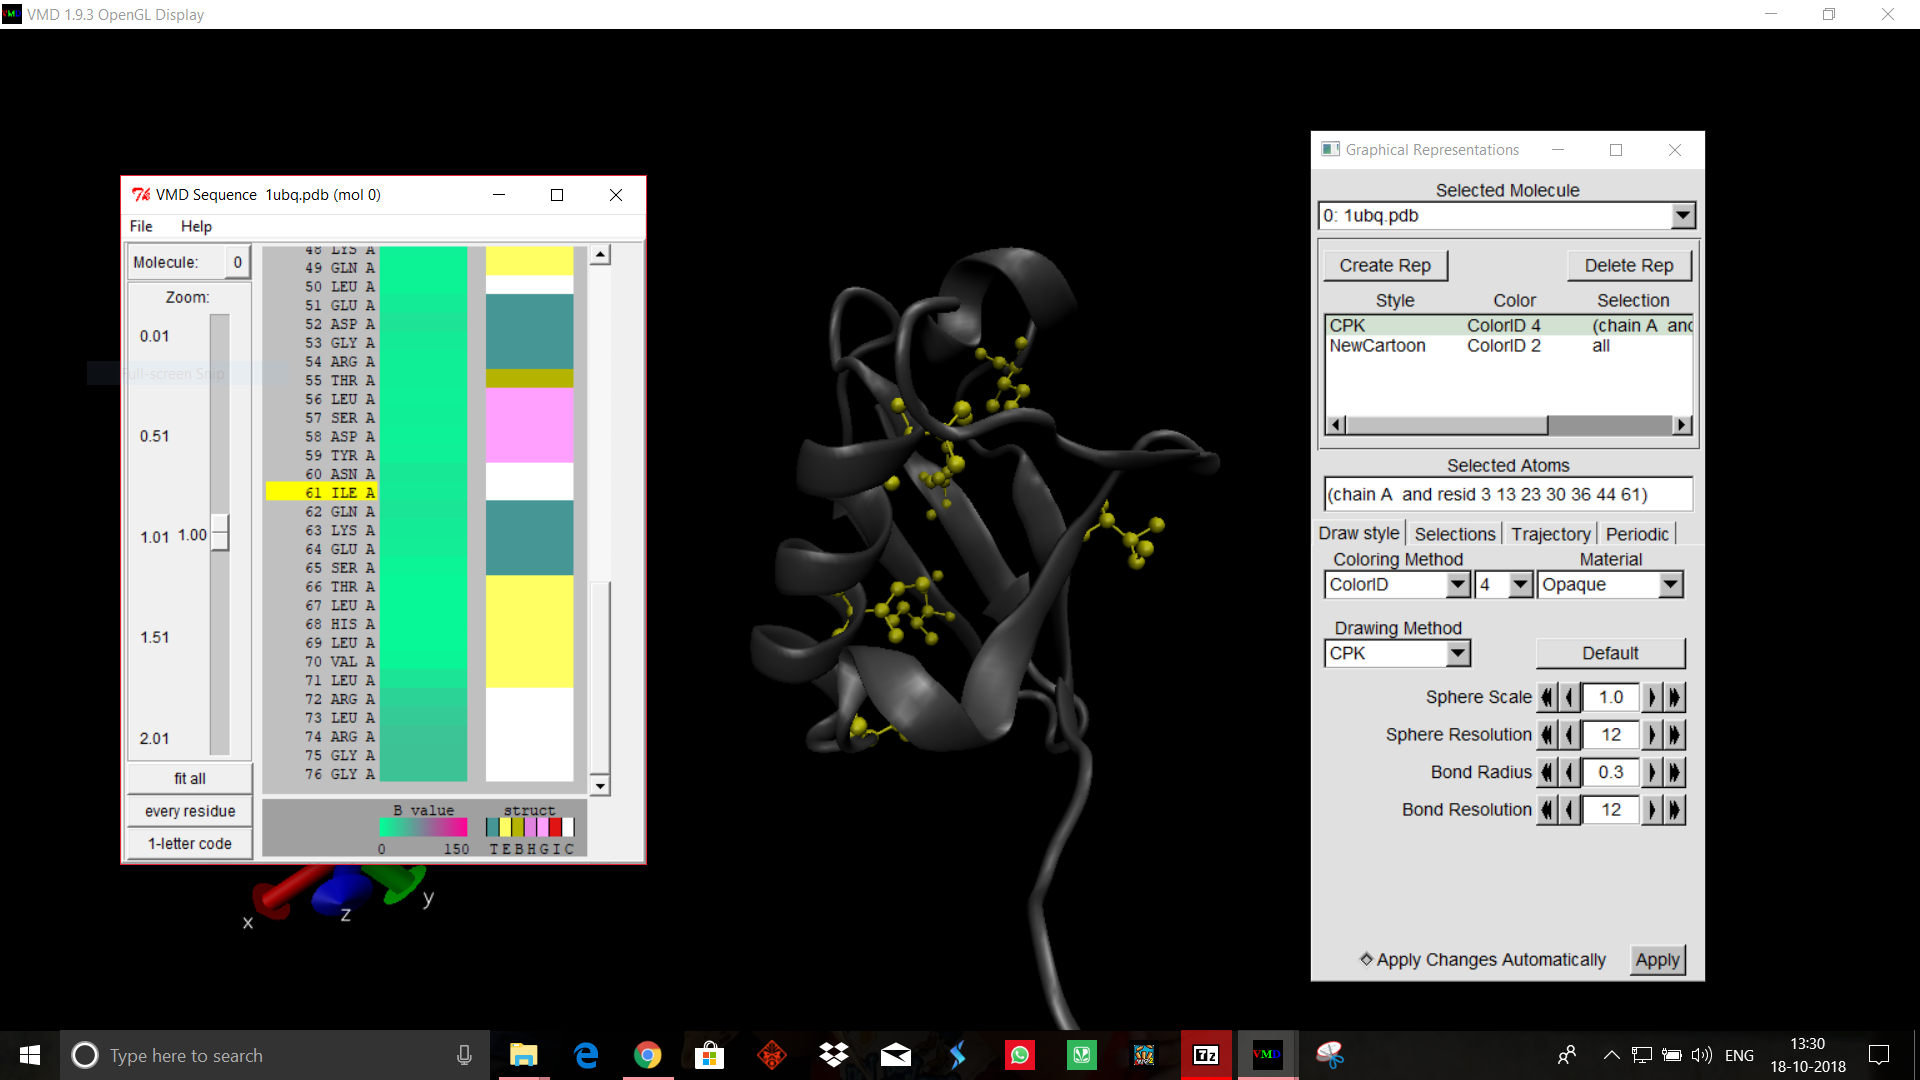 VMD 1.9.3 OpenGL Display
VMD Sequence 1ubq.pdb (mol 0)
File Help
Molecule: 0
Zoom:
0.01
Full-screen Snip
0.51
1.01 1.00
1.51
2.01
fit all
every residue
1-letter code
48 LYS A
49 GLN A
50 LEU A
51 GLU A
52 ASP A
53 GLY A
54 ARG A
55 THR A
56 LEU A
57 SER A
58 ASP A
59 TYR A
60 ASN A
61 ILE A
62 GLN A
63 LYS A
64 GLU A
65 SER A
66 THR A
67 LEU A
68 HIS A
69 LEU A
70 VAL A
71 LEU A
72 ARG A
73 LEU A
74 ARG A
75 GLY A
76 GLY A
B value struct
0 150 T E B H G I C
x
z
y
Graphical Representations
Selected Molecule
0: 1ubq.pdb
Create Rep Delete Rep
Style Color Selection
CPK ColorID 4 (chain A and
NewCartoon ColorID 2 all
Selected Atoms
(chain A and resid 3 13 23 30 36 44 61)
Draw style Selections Trajectory Periodic
Coloring Method Material
ColorID 4 Opaque
Drawing Method
CPK Default
Sphere Scale 1.0
Sphere Resolution 12
Bond Radius 0.3
Bond Resolution 12
Apply Changes Automatically Apply
Type here to search
7z
VMD
ENG
13:30
18-10-2018